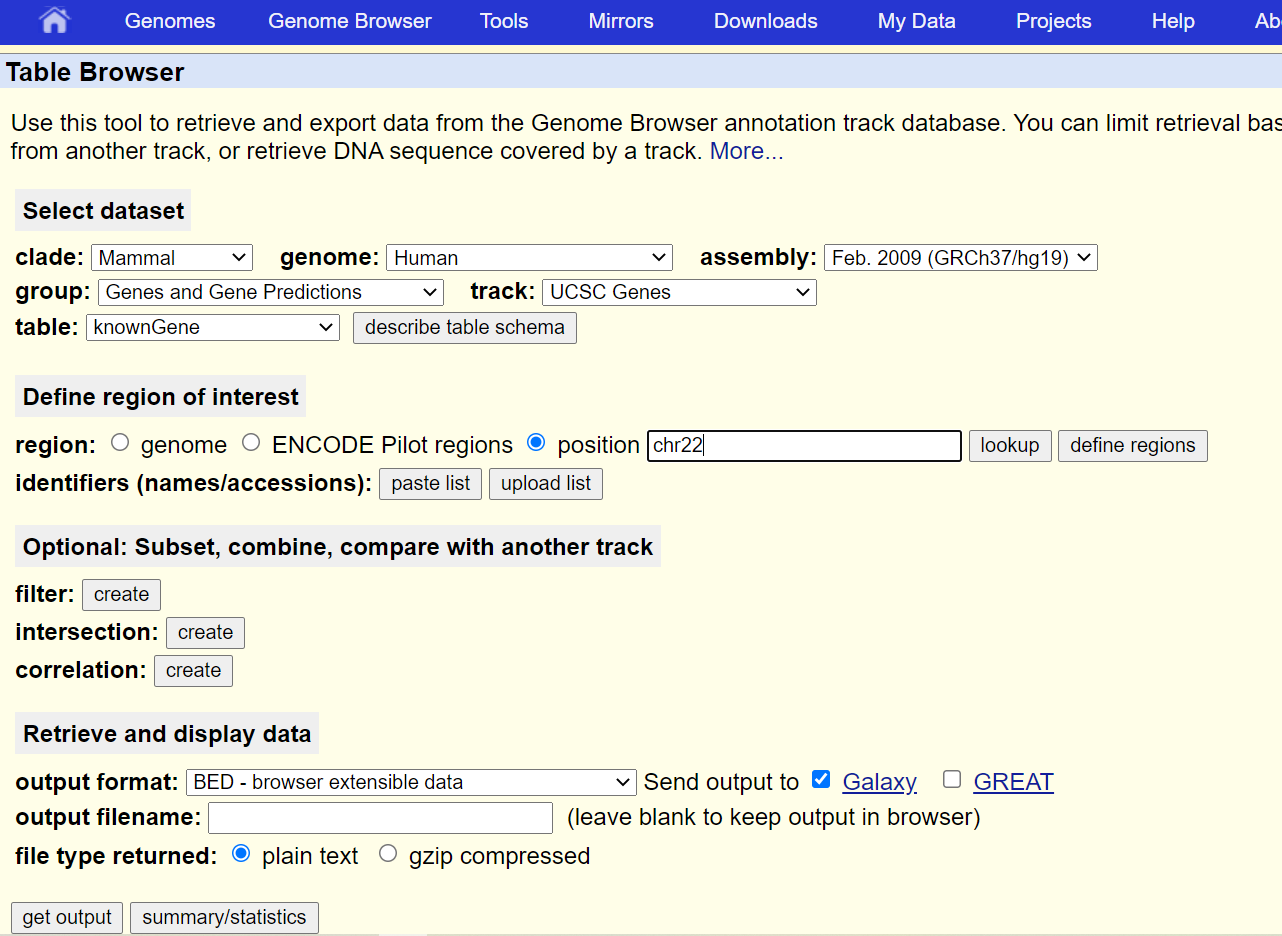 Genomes Genome Browser Tools Mirrors Downloads My Data Projects Help Ab
Table Browser
Use this tool to retrieve and export data from the Genome Browser annotation track database. You can limit retrieval bas
from another track, or retrieve DNA sequence covered by a track. More...
Select dataset
clade: Mammal genome: Human assembly: Feb. 2009 (GRCh37/hg19)
group: Genes and Gene Predictions track: UCSC Genes
table: knownGene describe table schema
Define region of interest
region: genome ENCODE Pilot regions position chr22 lookup define regions
identifiers (names/accessions): paste list upload list
Optional: Subset, combine, compare with another track
filter: create
intersection: create
correlation: create
Retrieve and display data
output format: BED - browser extensible data Send output to Galaxy GREAT
output filename: (leave blank to keep output in browser)
file type returned: plain text gzip compressed
get output summary/statistics